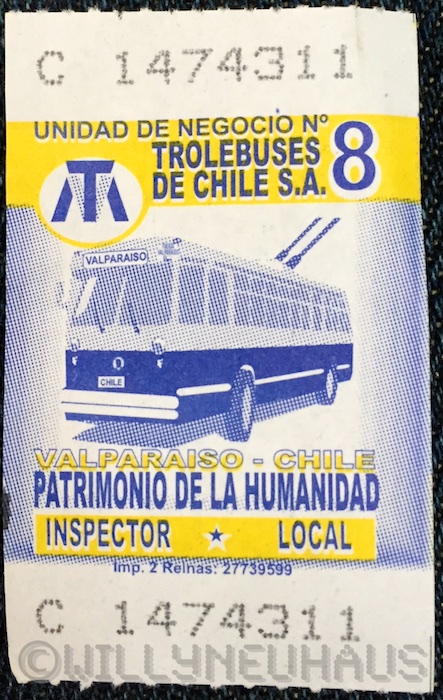 C 1474311
UNIDAD DE NEGOCIO Nº 8
TROLEBUSES
DE CHILE S.A.
VALPARAISO
CHILE
VALPARAISO - CHILE
PATRIMONIO DE LA HUMANIDAD
INSPECTOR ★ LOCAL
Imp. 2 Reinas: 27739599
C 1474311
©WILLYNEUHAUS